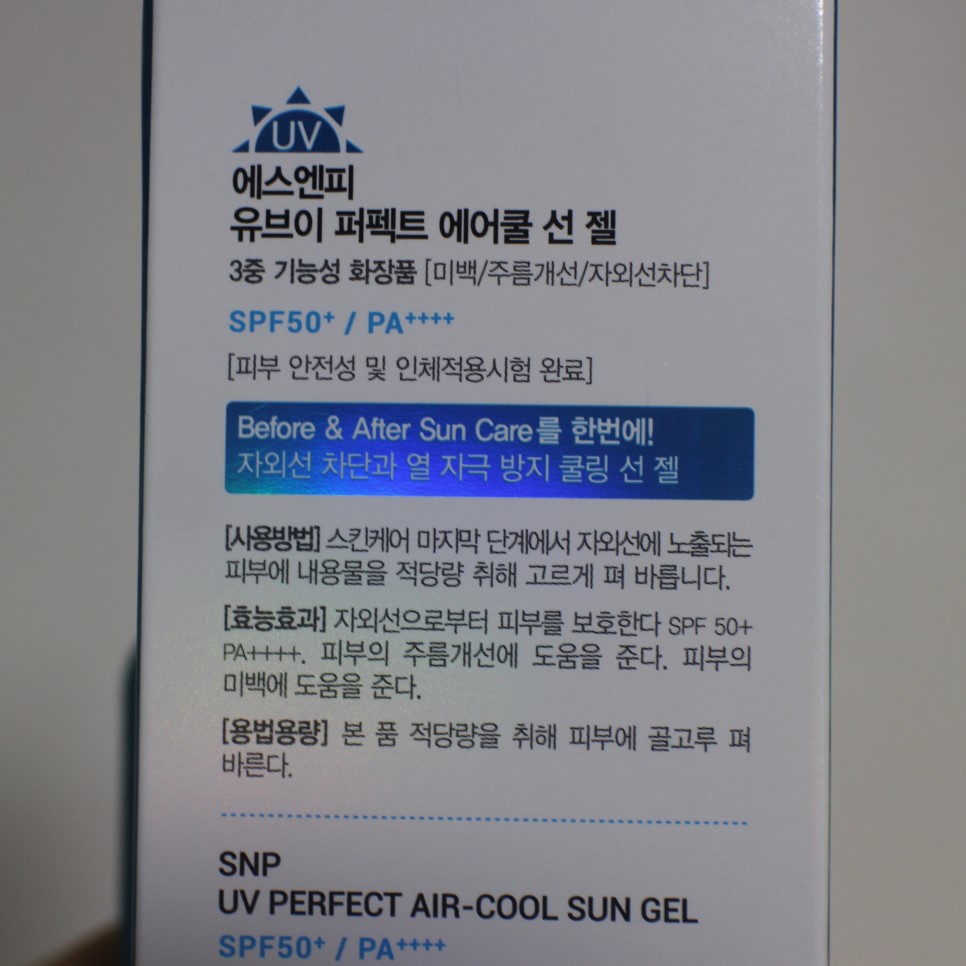 UV
에스엔피
유브이 퍼펙트 에어쿨 선 젤
3중 기능성 화장품 [미백/주름개선/자외선차단]
SPF50+ / PA++++
[피부 안전성 및 인체적용시험 완료]
Before & After Sun Care를 한번에!
자외선 차단과 열 자극 방지 쿨링 선 젤
[사용방법] 스킨케어 마지막 단계에서 자외선에 노출되는
피부에 내용물을 적당량 취해 고르게 펴 바릅니다.
[효능효과] 자외선으로부터 피부를 보호한다 SPF 50+
PA++++. 피부의 주름개선에 도움을 준다. 피부의
미백에 도움을 준다.
[용법용량] 본 품 적당량을 취해 피부에 골고루 펴
바른다.
SNP
UV PERFECT AIR-COOL SUN GEL
SPF50+ / PA++++